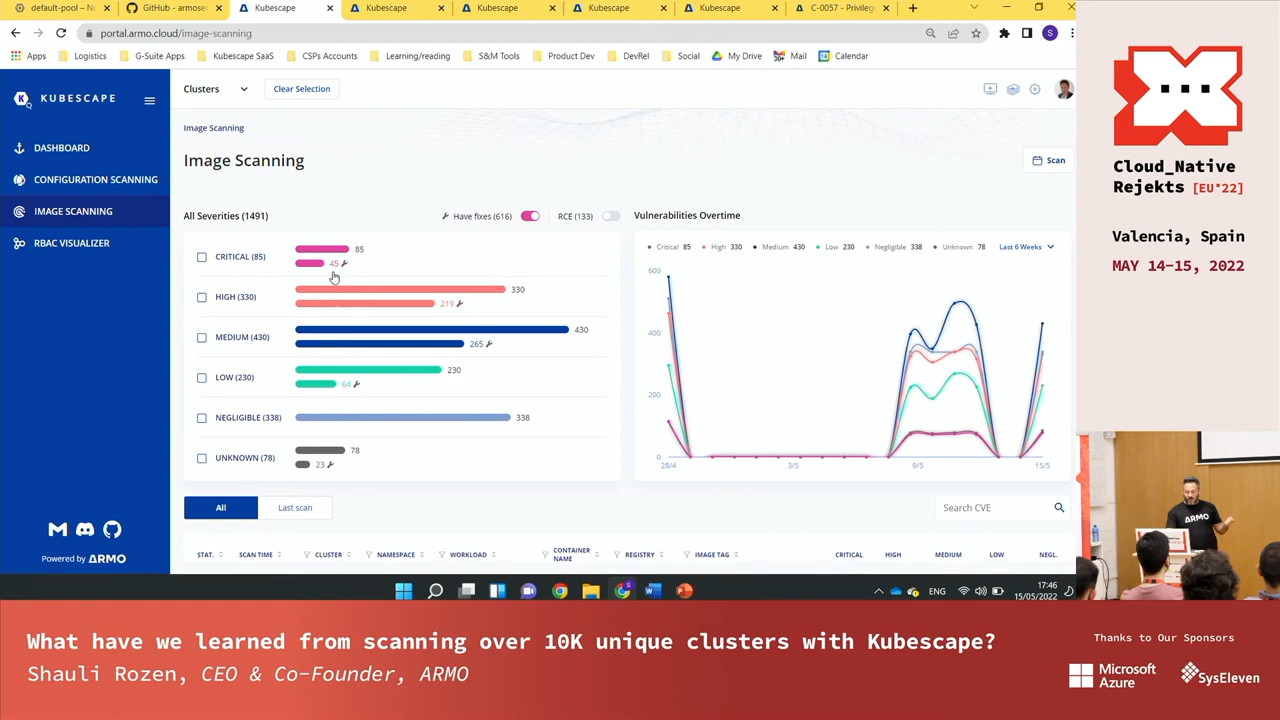 default-pool – No
GitHub - armosec
Kubescape
Kubescape
Kubescape
Kubescape
Kubescape
C-0057 - Privileg
portal.armo.cloud/image-scanning
S
Apps
Logistics
G-Suite Apps
Kubescape SaaS
CSPs Accounts
Learning/reading
S&M Tools
Product Dev
DevRel
Social
My Drive
Mail
Calendar
KUBESCAPE
Clusters
Clear Selection
DASHBOARD
CONFIGURATION SCANNING
IMAGE SCANNING
RBAC VISUALIZER
Powered by ARMO
Image Scanning
Image Scanning
Scan
All Severities (1491)
Have fixes (616)
RCE (133)
CRITICAL (85)
85
45
HIGH (330)
330
219
MEDIUM (430)
430
265
LOW (230)
230
64
NEGLIGIBLE (338)
338
UNKNOWN (78)
78
23
Vulnerabilities Overtime
Critical 85
High 330
Medium 430
Low 230
Negligible 338
Unknown 78
Last 6 Weeks
600
400
200
0
28/4
3/5
9/5
15/5
All
Last scan
Search CVE
STAT.
SCAN TIME
CLUSTER
NAMESPACE
WORKLOAD
CONTAINER NAME
REGISTRY
IMAGE TAG
CRITICAL
HIGH
MEDIUM
LOW
NEGL.
ENG
17:46
15/05/2022
Cloud_Native
Rejekts [EU'22]
Valencia, Spain
MAY 14-15, 2022
ARMO
What have we learned from scanning over 10K unique clusters with Kubescape?
Shauli Rozen, CEO & Co-Founder, ARMO
Thanks to Our Sponsors
Microsoft Azure
SysEleven